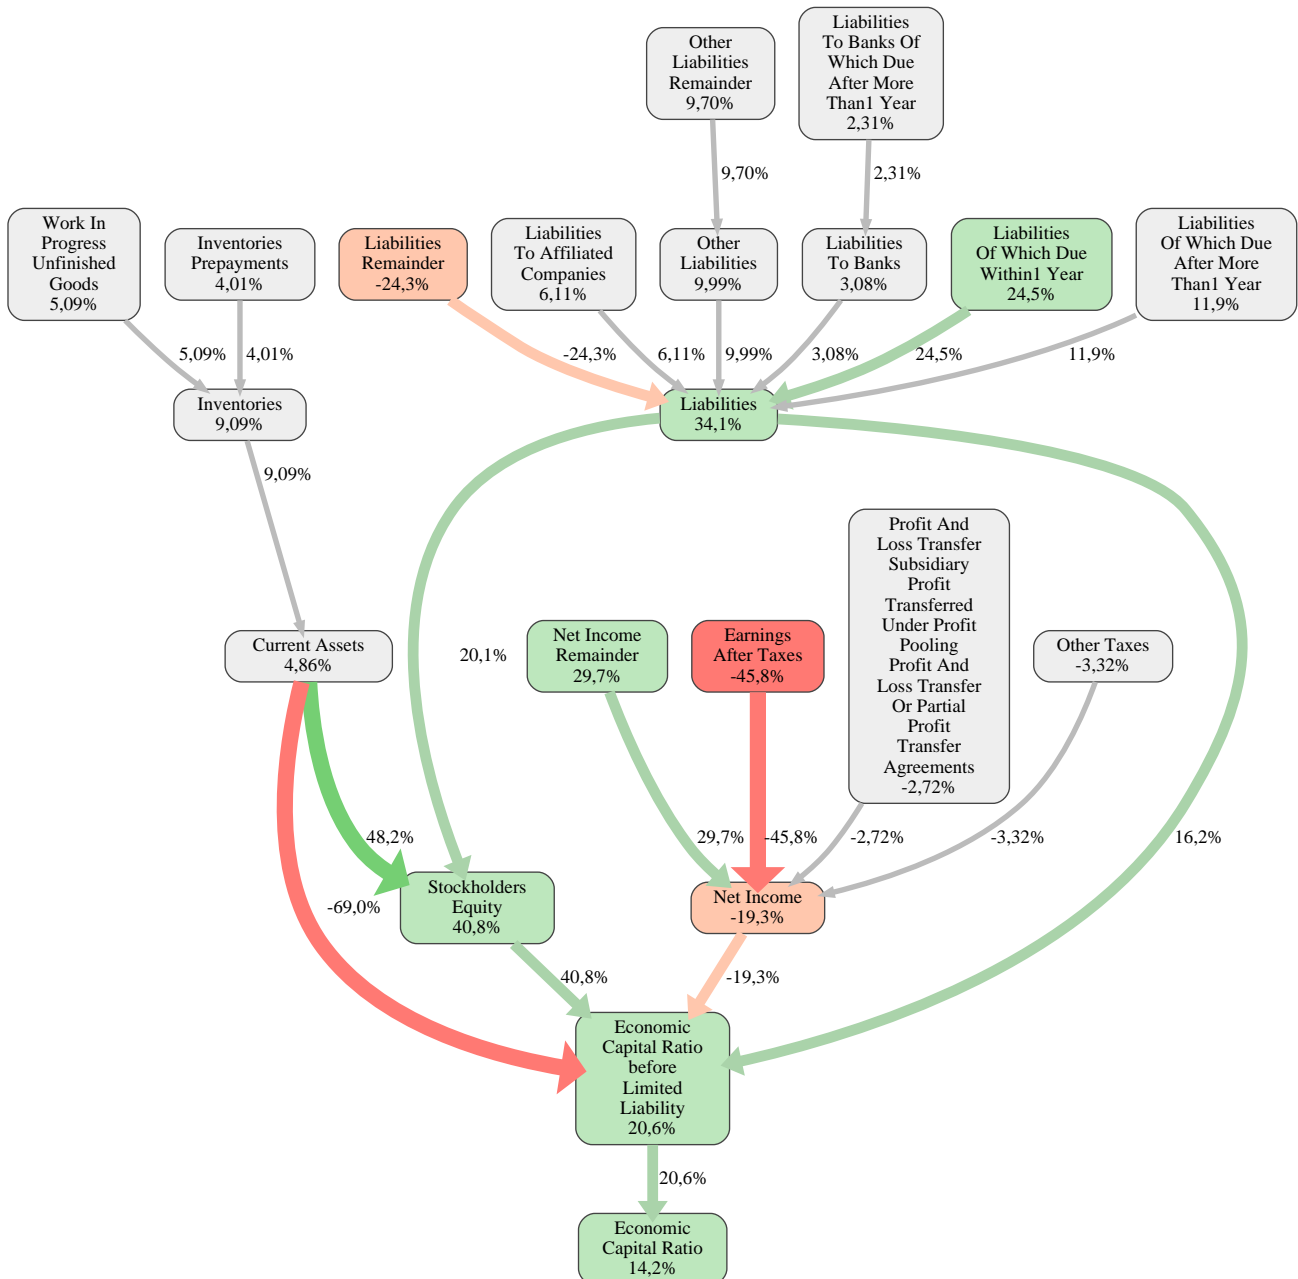 Other
Liabilities
Remainder
9,70%
Liabilities
To Banks Of
Which Due
After More
Than1 Year
2,31%
9,70%
2,31%
Work In
Progress
Unfinished
Goods
5,09%
Inventories
Prepayments
4,01%
Liabilities
Remainder
-24,3%
Liabilities
To Affiliated
Companies
6,11%
Other
Liabilities
9,99%
Liabilities
To Banks
3,08%
Liabilities
Of Which Due
Within1 Year
24,5%
Liabilities
Of Which Due
After More
Than1 Year
11,9%
5,09%
4,01%
-24,3%
6,11%
9,99%
3,08%
24,5%
11,9%
Inventories
9,09%
Liabilities
34,1%
9,09%
Profit And
Loss Transfer
Subsidiary
Profit
Transferred
Under Profit
Pooling
Profit And
Loss Transfer
Or Partial
Profit
Transfer
Agreements
-2,72%
Current Assets
4,86%
20,1%
Net Income
Remainder
29,7%
Earnings
After Taxes
-45,8%
Other Taxes
-3,32%
48,2%
29,7%
-45,8%
-2,72%
-3,32%
16,2%
-69,0%
Stockholders
Equity
40,8%
Net Income
-19,3%
40,8%
-19,3%
Economic
Capital Ratio
before
Limited
Liability
20,6%
20,6%
Economic
Capital Ratio
14,2%